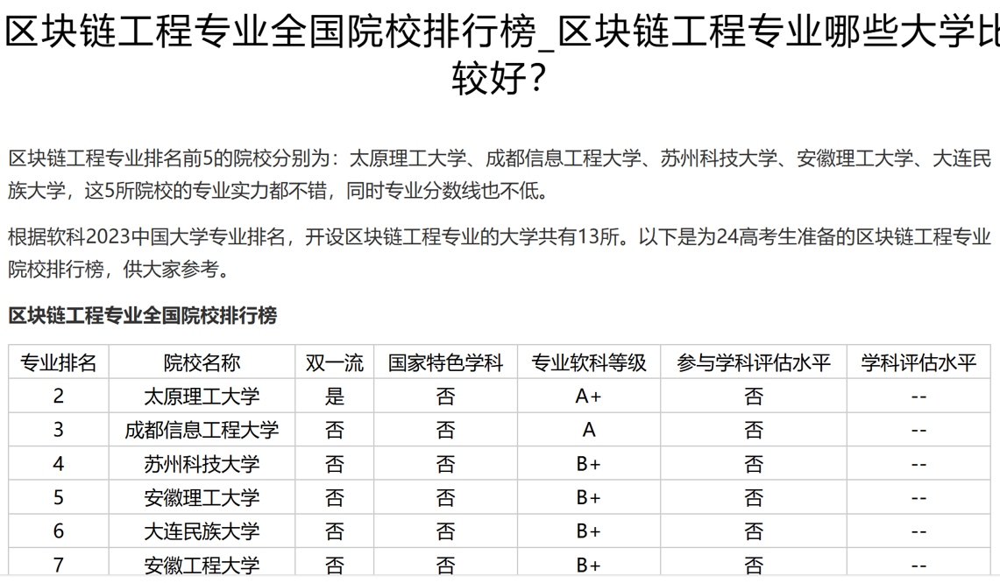 区块链工程专业全国院校排行榜_区块链工程专业哪些大学比
较好？
区块链工程专业排名前5的院校分别为：太原理工大学、成都信息工程大学、苏州科技大学、安徽理工大学、大连民
族大学，这5所院校的专业实力都不错，同时专业分数线也不低。
根据软科2023中国大学专业排名，开设区块链工程专业的大学共有13所。以下是为24高考生准备的区块链工程专业
院校排行榜，供大家参考。
区块链工程专业全国院校排行榜
专业排名 院校名称 双一流 国家特色学科 专业软科等级 参与学科评估水平 学科评估水平
2 太原理工大学 是 否 A+ 否 --
3 成都信息工程大学 否 否 A 否 --
4 苏州科技大学 否 否 B+ 否 --
5 安徽理工大学 否 否 B+ 否 --
6 大连民族大学 否 否 B+ 否 --
7 安徽工程大学 否 否 B+ 否 --